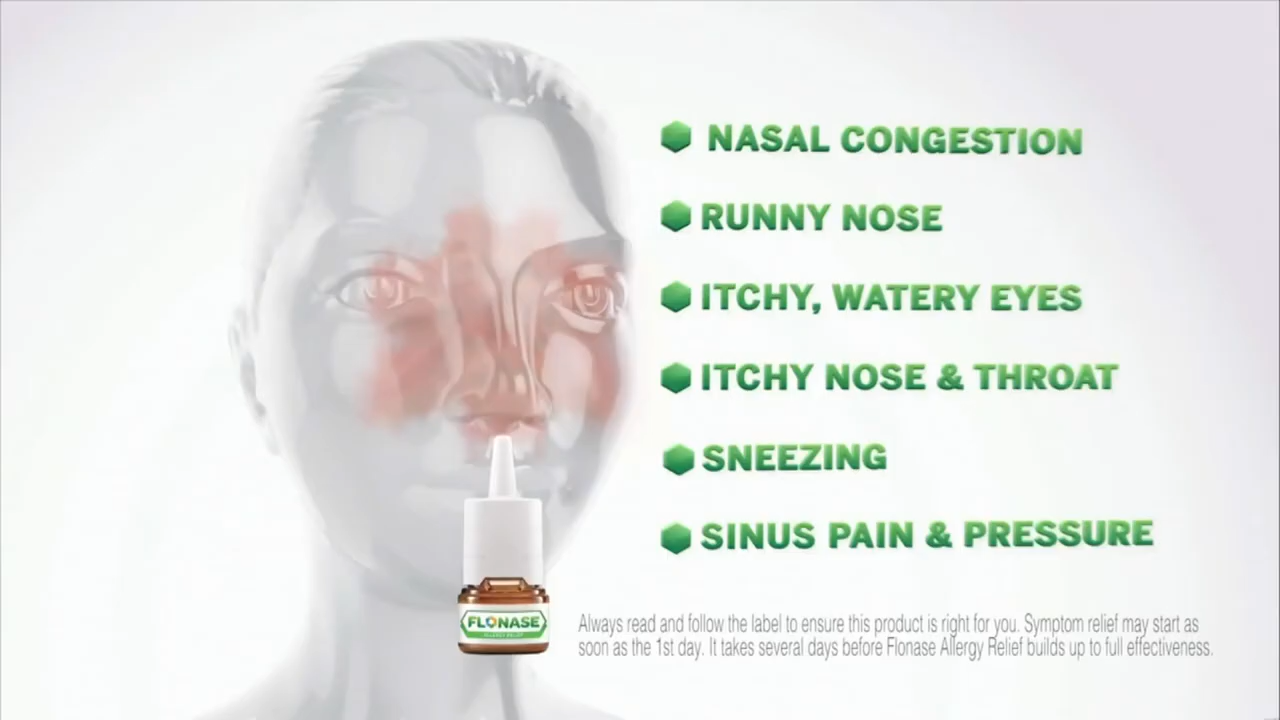 NASAL CONGESTION
RUNNY NOSE
ITCHY, WATERY EYES
ITCHY NOSE & THROAT
SNEEZING
SINUS PAIN & PRESSURE
FLONASE
ALLERGY RELIEF
Always read and follow the label to ensure this product is right for you. Symptom relief may start as
soon as the 1st day. It takes several days before Flonase Allergy Relief builds up to full effectiveness.